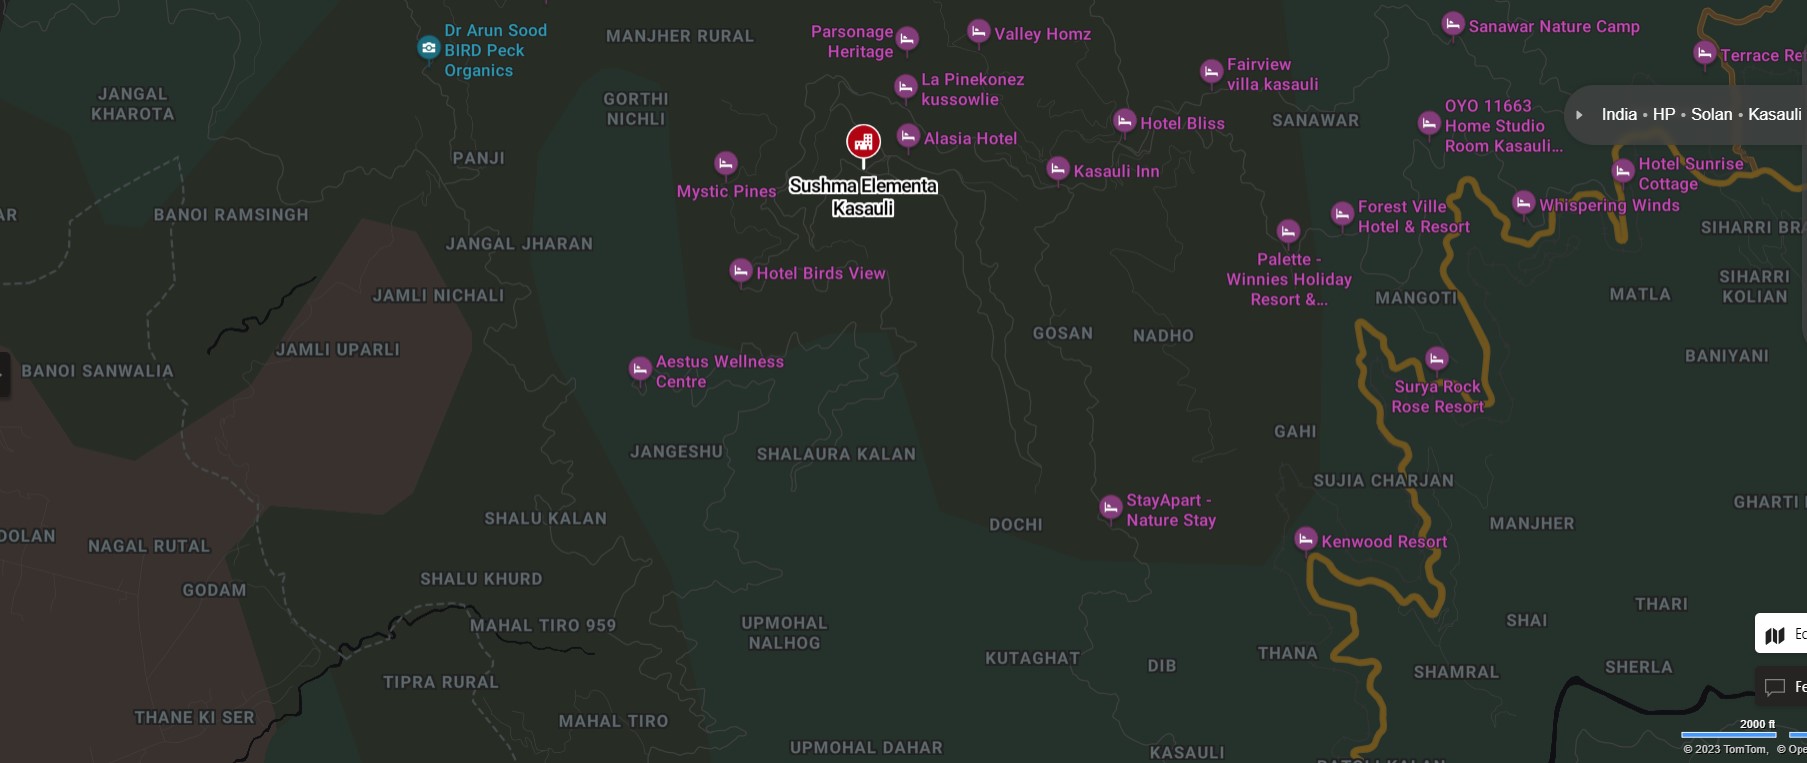 Dr Arun Sood
BIRD Peck
Organics
MANJHER RURAL
Parsonage
Heritage
Valley Homz
Sanawar Nature Camp
Terrace
JANGAL
KHAROTA
GORTHI
NICHLI
La Pinekonez
kussowlie
Fairview
villa kasauli
OYO 11663
Home Studio
Room Kasauli...
India • HP • Solan • Kasauli
SANAWAR
Hotel Bliss
Alasia Hotel
PANJI
Mystic Pines
Sushma Elementa
Kasauli
Kasauli Inn
Hotel Sunrise
Cottage
Whispering Winds
Forest Ville
Hotel & Resort
BANOI RAMSINGH
AR
SIHARRI BRA
JANGAL JHARAN
Hotel Birds View
Palette -
Winnies Holiday
Resort &...
SIHARRI
KOLIAN
JAMLI NICHALI
MANGOTI
MATLA
GOSAN
NADHO
JAMLI UPARLI
BANOI SANWALIA
Aestus Wellness
Centre
BANIYANI
Surya Rock
Rose Resort
GAHI
JANGESHU
SHALAURA KALAN
SUJIA CHARJAN
GHARTI
StayApart -
Nature Stay
SHALU KALAN
DOCHI
MANJHER
DOLAN
NAGAL RUTAL
Kenwood Resort
SHALU KHURD
GODAM
THARI
MAHAL TIRO 959
UPMOHAL
NALHOG
SHAI
Ec
KUTAGHAT
DIB
THANA
SHAMRAL
SHERLA
TIPRA RURAL
Fe
THANE KI SER
MAHAL TIRO
2000 ft
UPMOHAL DAHAR
KASAULI
© 2023 TomTom, © Ope